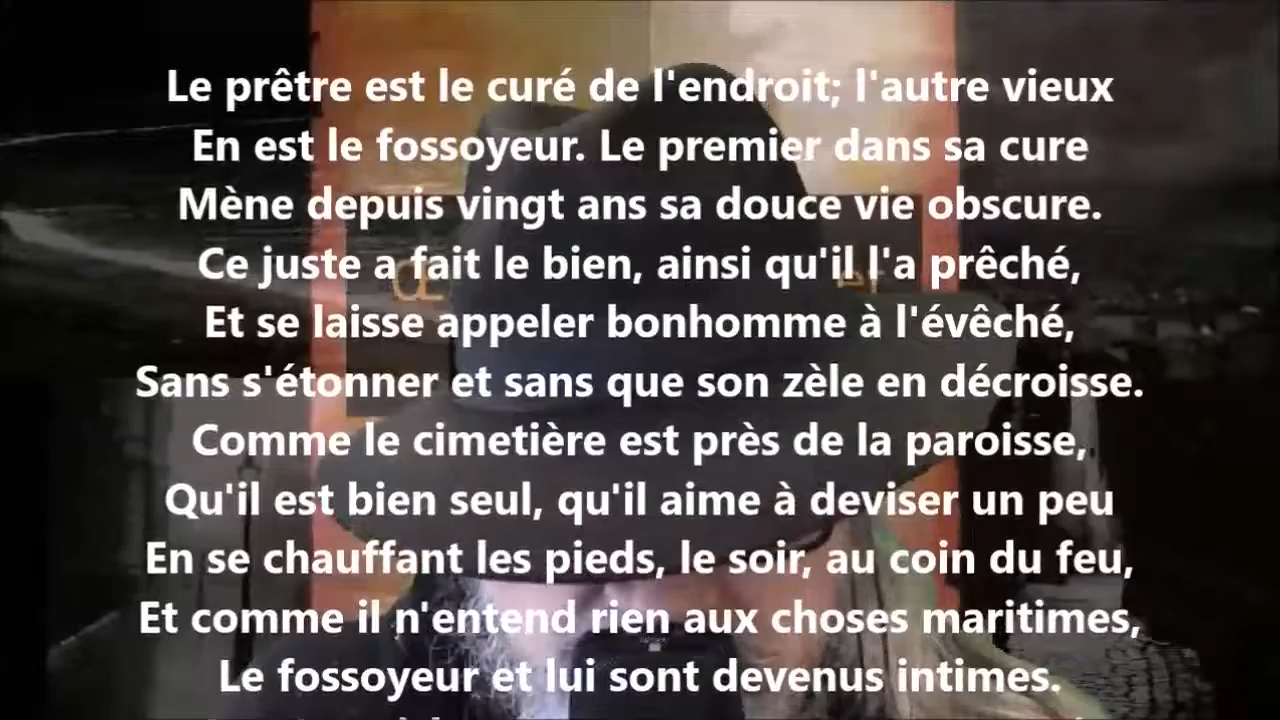 Le prêtre est le curé de l'endroit; l'autre vieux
En est le fossoyeur. Le premier dans sa cure
Mène depuis vingt ans sa douce vie obscure.
Ce juste a fait le bien, ainsi qu'il l'a prêché,
Et se laisse appeler bonhomme à l'évêché,
Sans s'étonner et sans que son zèle en décroisse.
Comme le cimetière est près de la paroisse,
Qu'il est bien seul, qu'il aime à deviser un peu
En se chauffant les pieds, le soir, au coin du feu,
Et comme il n'entend rien aux choses maritimes,
Le fossoyeur et lui sont devenus intimes.